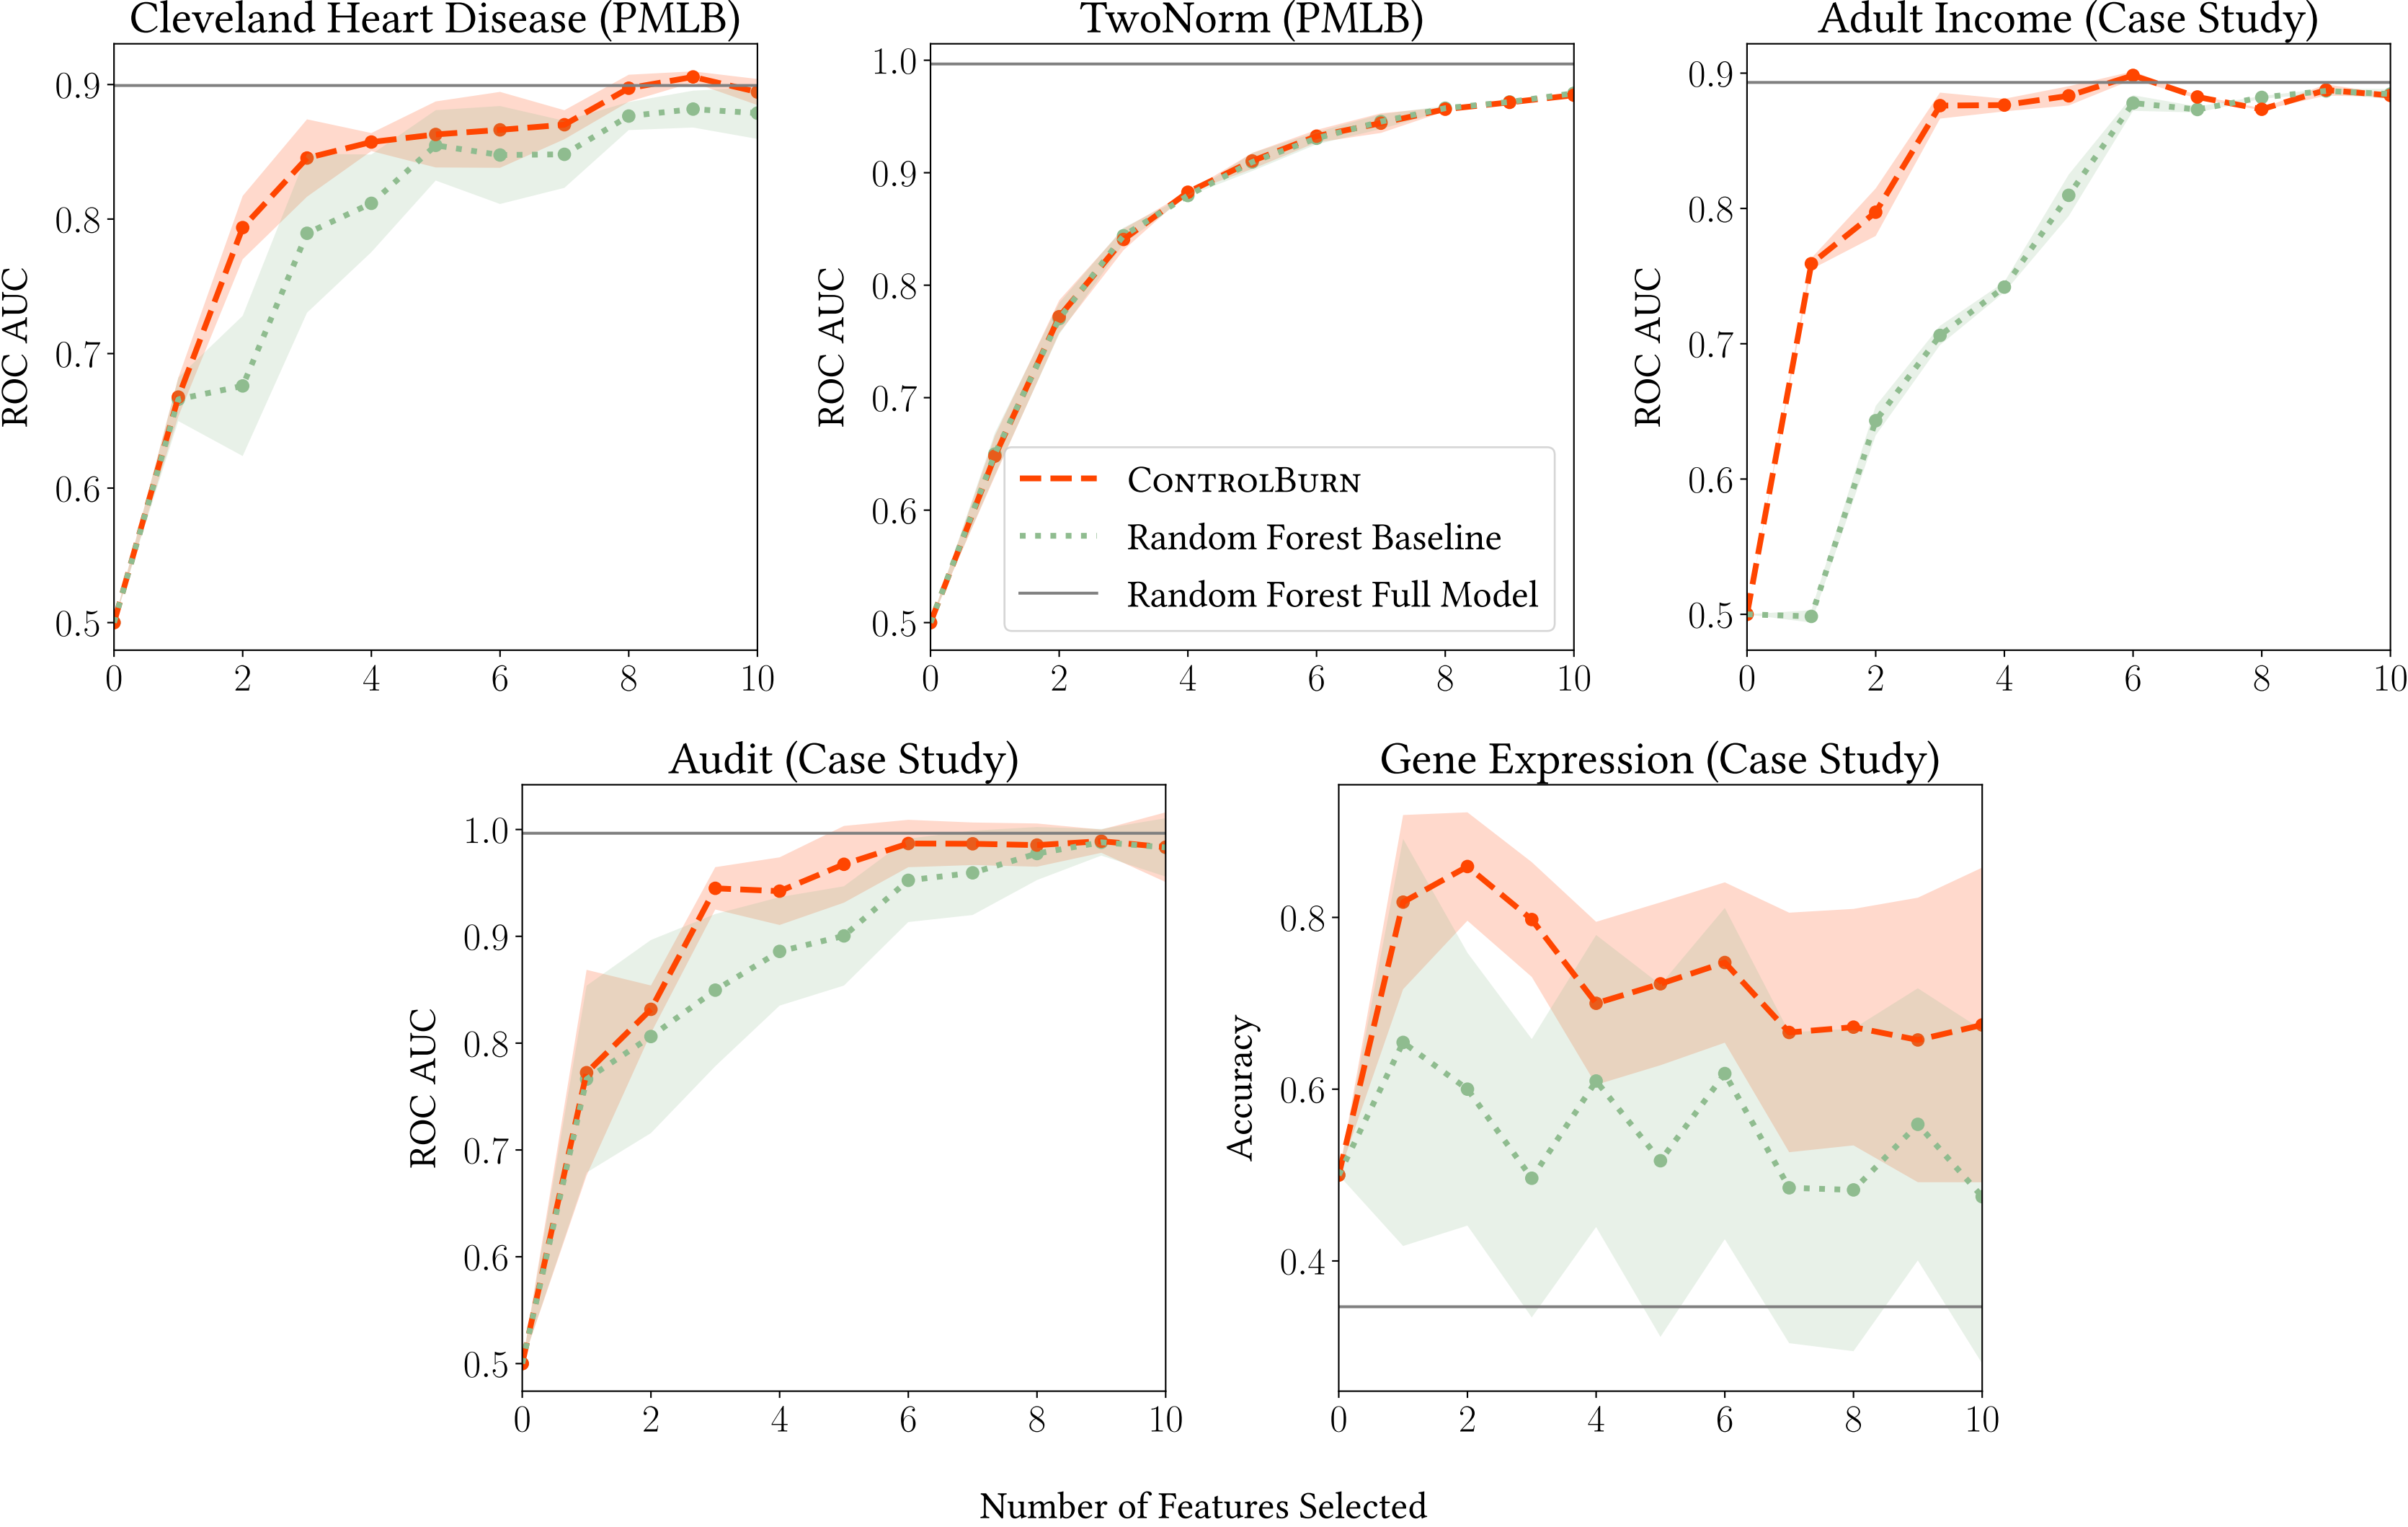 Cleveland Heart Disease (PMLB)
ROC AUC
0.9
0.8
0.7
0.6
0.5
0 2 4 6 8 10
TwoNorm (PMLB)
ROC AUC
1.0
0.9
0.8
0.7
0.6
0.5
ControlBurn
Random Forest Baseline
Random Forest Full Model
0 2 4 6 8 10
Adult Income (Case Study)
ROC AUC
0.9
0.8
0.7
0.6
0.5
0 2 4 6 8 10
Audit (Case Study)
ROC AUC
1.0
0.9
0.8
0.7
0.6
0.5
0 2 4 6 8 10
Gene Expression (Case Study)
Accuracy
0.8
0.6
0.4
0 2 4 6 8 10
Number of Features Selected